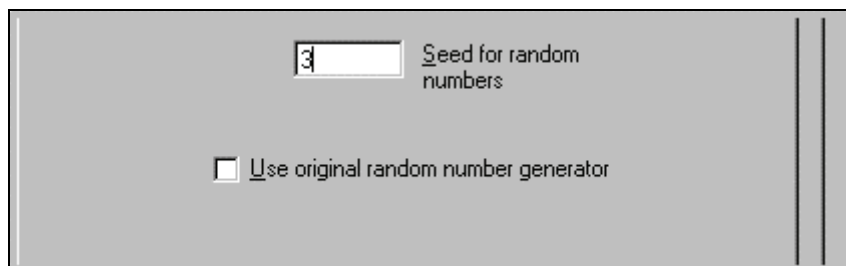 3
Seed for random
numbers
Use original random number generator